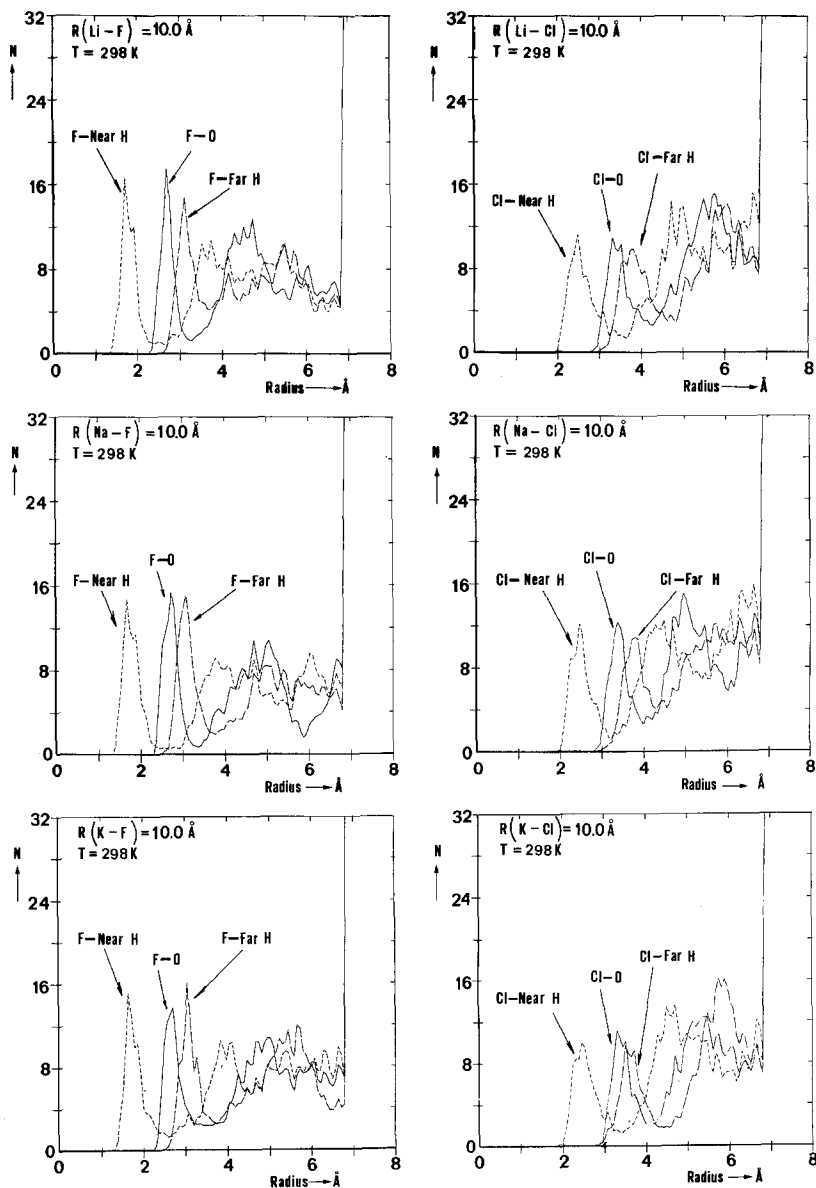 32
R(Li–F) = 10.0 Å
T = 298 K
N
24
F–Near H
F–O
F–Far H
16
8
0
0
2
4
6
8
Radius → Å
32
R(Li–Cl) = 10.0 Å
T = 298 K
N
24
Cl–Far H
Cl–O
Cl–Near H
16
8
0
0
2
4
6
8
Radius → Å
32
R(Na–F) = 10.0 Å
T = 298 K
N
24
F–O
F–Near H
F–Far H
16
8
0
0
2
4
6
8
Radius → Å
32
R(Na–Cl) = 10.0 Å
T = 298 K
N
24
Cl–O
Cl–Near H
Cl–Far H
16
8
0
0
2
4
6
8
Radius → Å
32
R(K–F) = 10.0 Å
T = 298 K
N
24
F–Near H
F–Far H
F–O
16
8
0
0
2
4
6
8
Radius → Å
32
R(K–Cl) = 10.0 Å
T = 298 K
N
24
Cl–Far H
Cl–O
Cl–Near H
16
8
0
0
2
4
6
8
Radius → Å